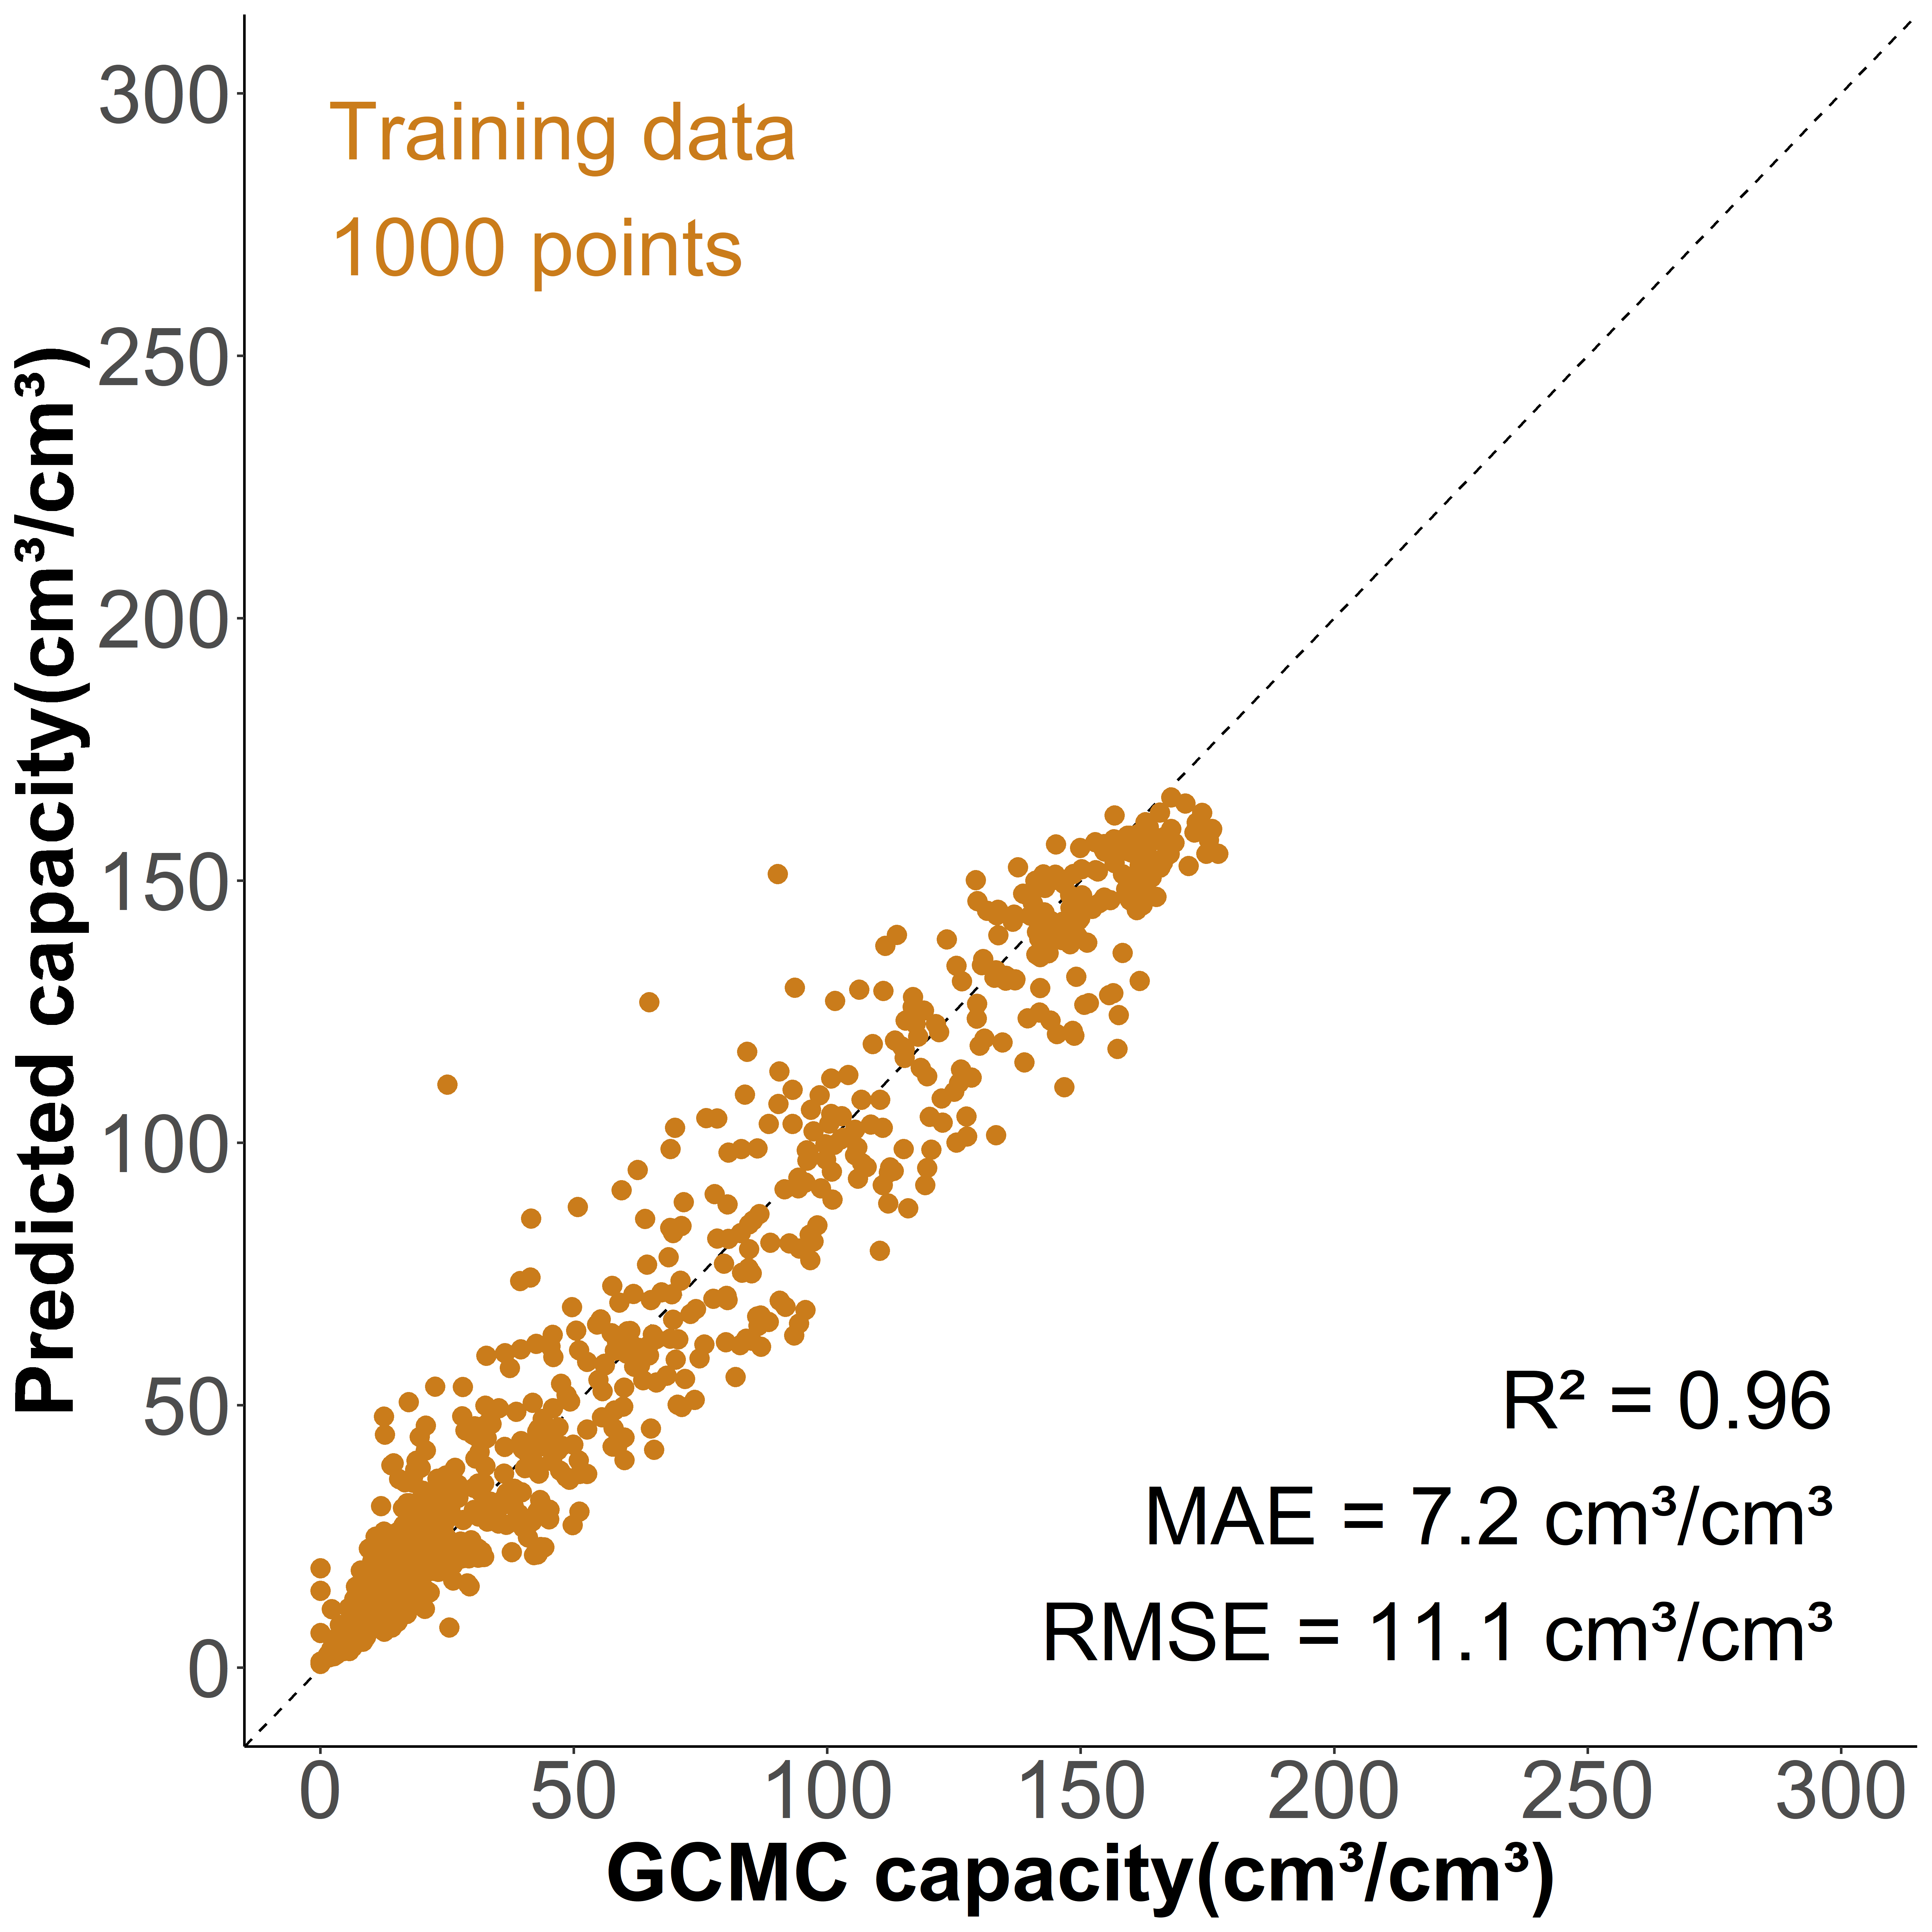 Training data
1000 points
300
250
200
150
100
50
0
Predicted capacity(cm³/cm³)
R² = 0.96
MAE = 7.2 cm³/cm³
RMSE = 11.1 cm³/cm³
0 50 100 150 200 250 300
GCMC capacity(cm³/cm³)